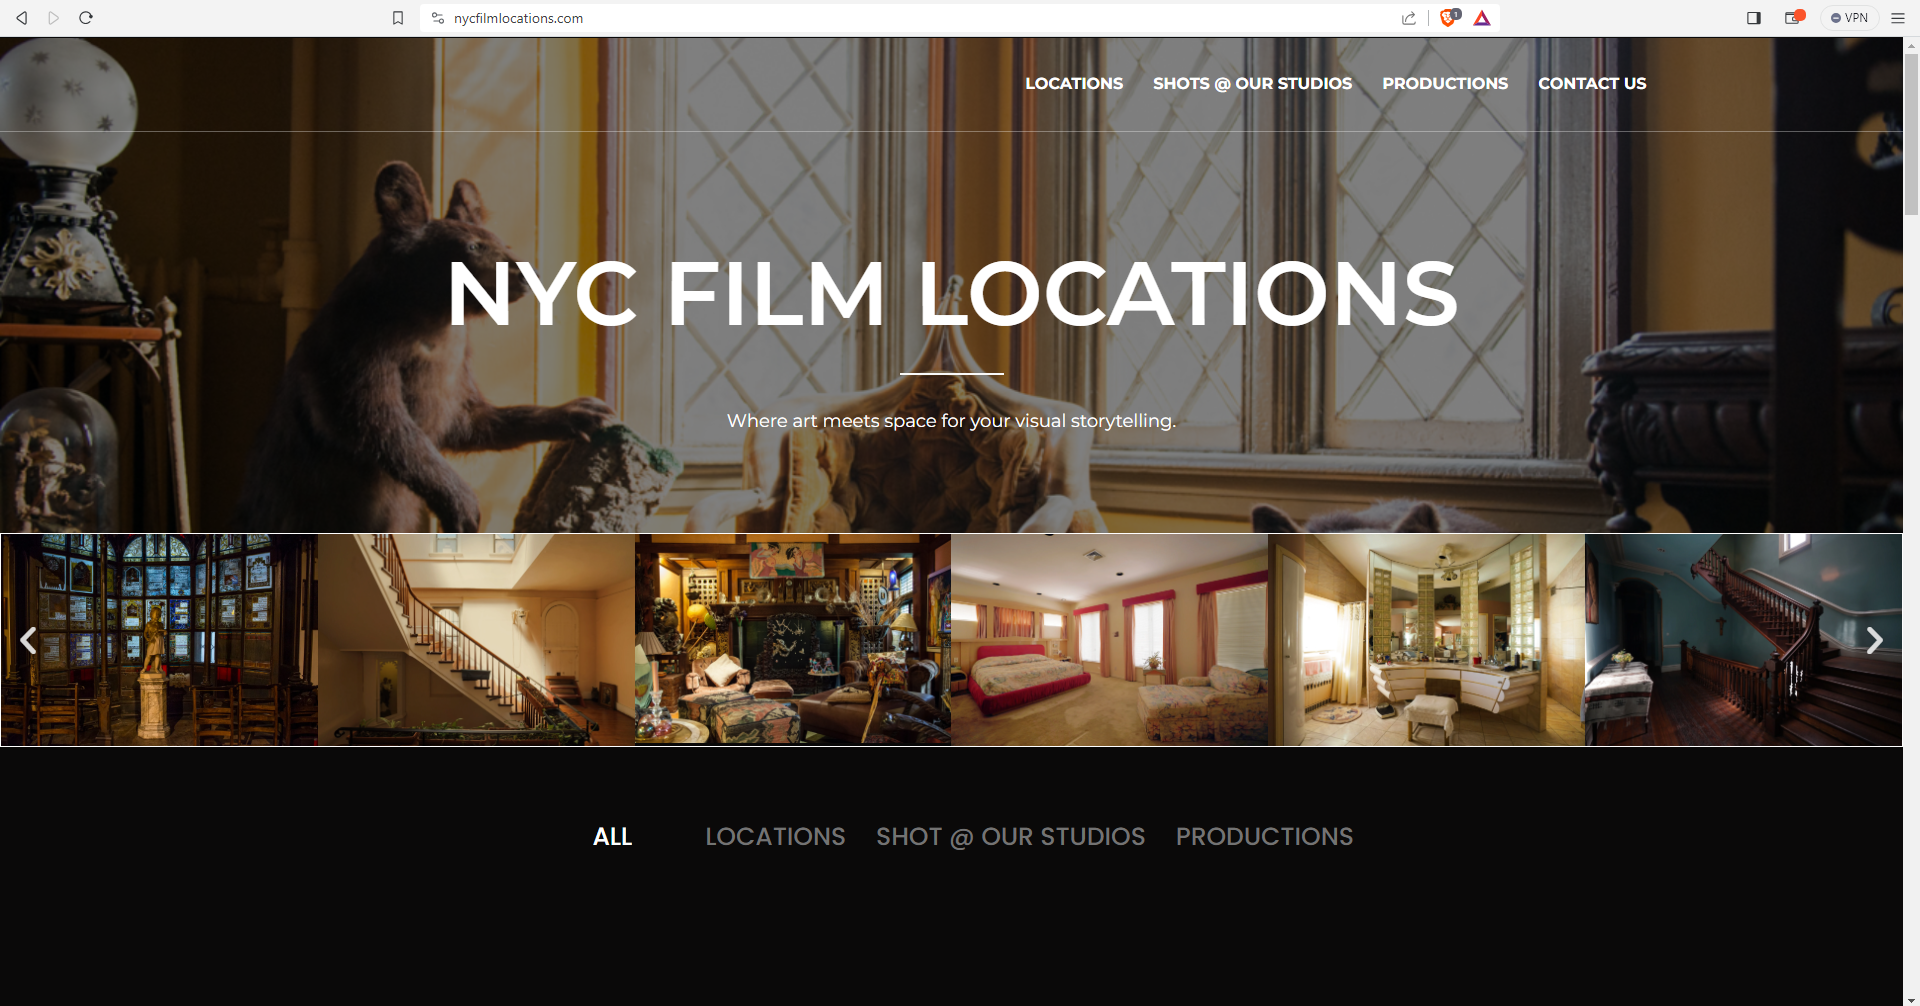 nycfilmlocations.com
1
VPN
LOCATIONS SHOTS @ OUR STUDIOS PRODUCTIONS CONTACT US
NYC FILM LOCATIONS
Where art meets space for your visual storytelling.
ALL LOCATIONS SHOT @ OUR STUDIOS PRODUCTIONS